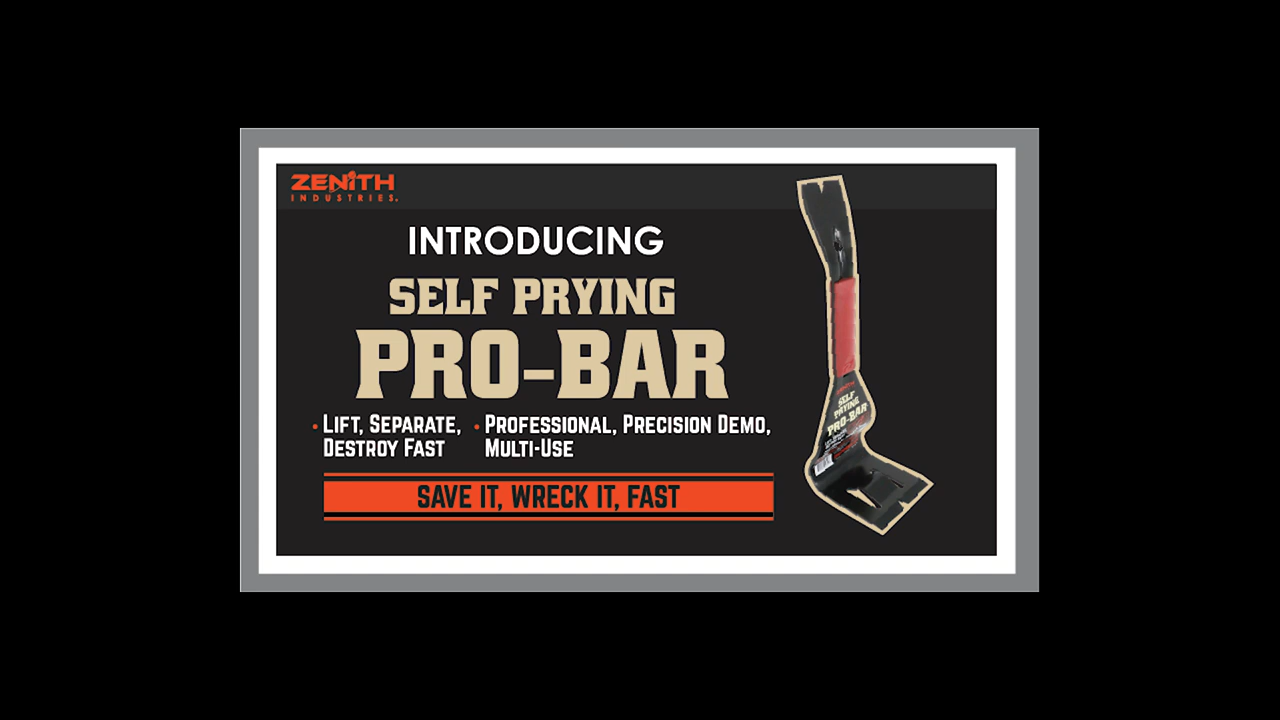 ZENITH
INDUSTRIES.
INTRODUCING
SELF PRYING
PRO-BAR
• LIFT, SEPARATE,
DESTROY FAST
• PROFESSIONAL, PRECISION DEMO,
MULTI-USE
SAVE IT, WRECK IT, FAST
ZENITH
SELF
PRYING
PRO-BAR